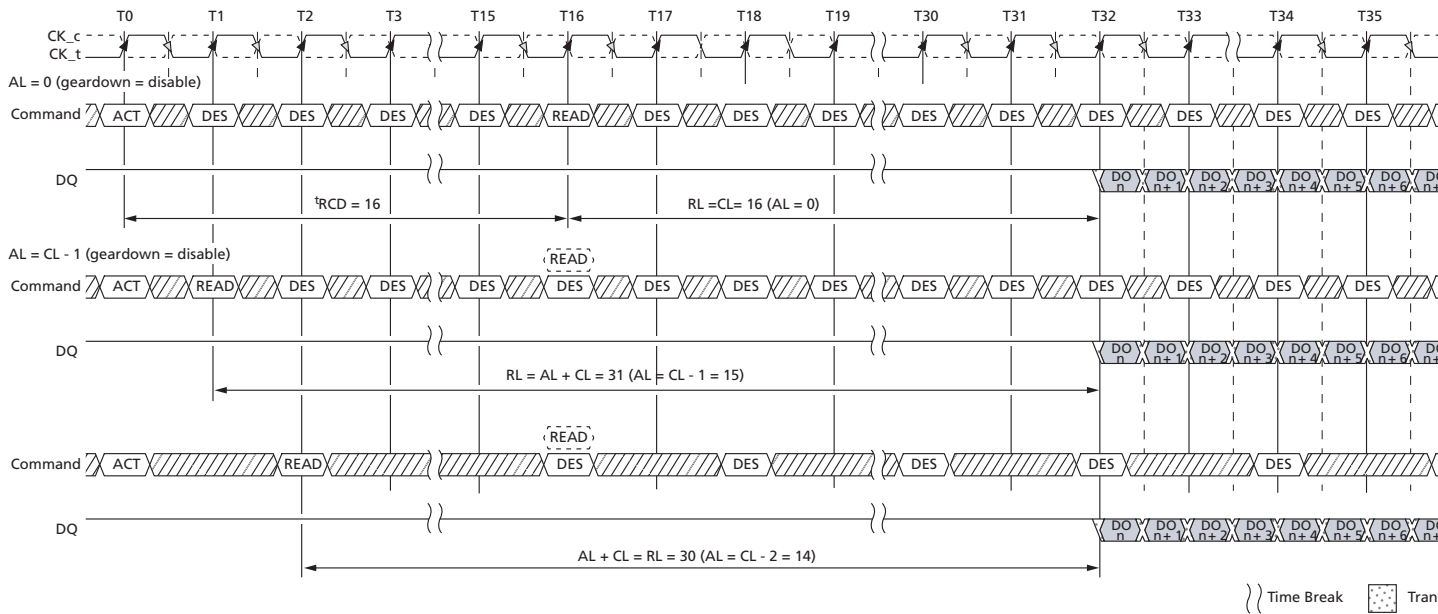 T0 T1 T2 T3 T15 T16 T17 T18 T19 T30 T31 T32 T33 T34 T35
CK_c
CK_t
AL = 0 (geardown = disable)
Command ACT DES DES DES DES READ DES DES DES DES DES DES DES DES DES
DQ DO n DO n + 1 DO n + 2 DO n + 3 DO n + 4 DO n + 5 DO n + 6
tRCD = 16 RL =CL= 16 (AL = 0)
AL = CL - 1 (geardown = disable)
READ
Command ACT READ DES DES DES DES DES DES DES DES DES DES DES DES DES
DQ DO n DO n + 1 DO n + 2 DO n + 3 DO n + 4 DO n + 5 DO n + 6
RL = AL + CL = 31 (AL = CL - 1 = 15)
READ
Command ACT READ DES DES DES DES DES
DQ DO n DO n + 1 DO n + 2 DO n + 3 DO n + 4 DO n + 5 DO n + 6
AL + CL = RL = 30 (AL = CL - 2 = 14)
Time Break